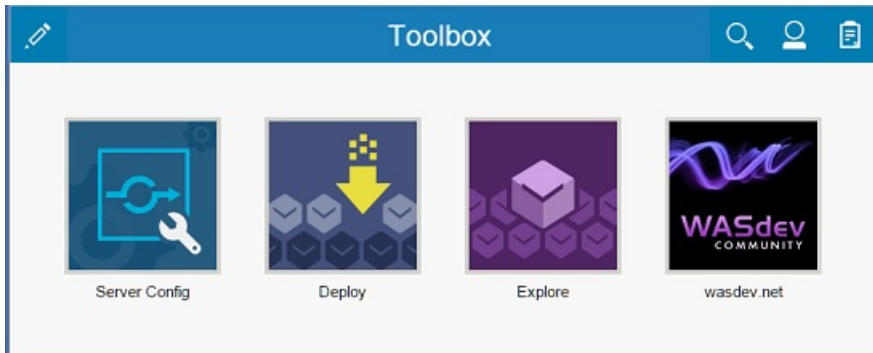 Toolbox
WASdev
COMMUNITY
Server Config
Deploy
Explore
wasdev.net